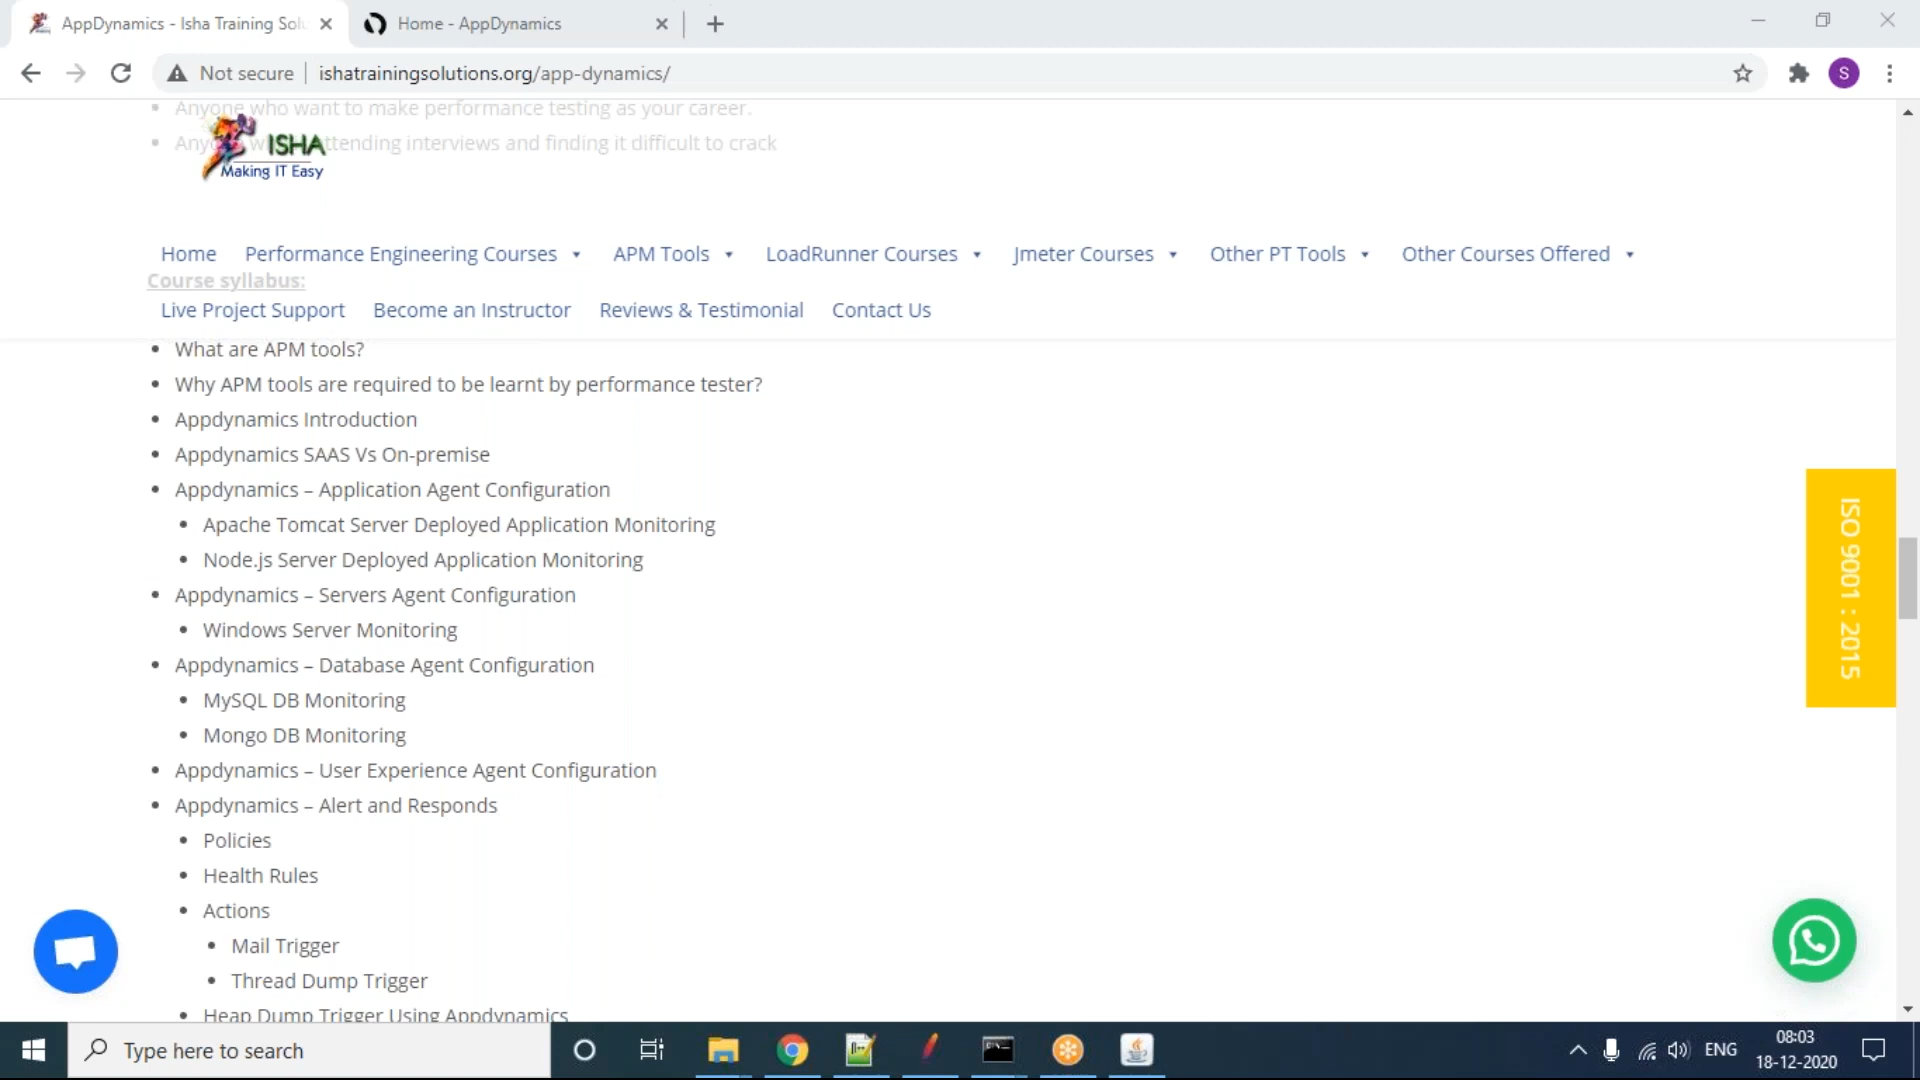 AppDynamics - Isha Training Solu
Home - AppDynamics
Not secure
ishatrainingsolutions.org/app-dynamics/
S
Anyone who want to make performance testing as your career.
ttending interviews and finding it difficult to crack
ISHA
Making IT Easy
Home
Performance Engineering Courses
APM Tools
LoadRunner Courses
Jmeter Courses
Other PT Tools
Other Courses Offered
Course syllabus:
Live Project Support
Become an Instructor
Reviews & Testimonial
Contact Us
What are APM tools?
Why APM tools are required to be learnt by performance tester?
Appdynamics Introduction
Appdynamics SAAS Vs On-premise
Appdynamics – Application Agent Configuration
Apache Tomcat Server Deployed Application Monitoring
Node.js Server Deployed Application Monitoring
Appdynamics – Servers Agent Configuration
Windows Server Monitoring
Appdynamics – Database Agent Configuration
MySQL DB Monitoring
Mongo DB Monitoring
Appdynamics – User Experience Agent Configuration
Appdynamics – Alert and Responds
Policies
Health Rules
Actions
Mail Trigger
Thread Dump Trigger
Heap Dump Trigger Using Appdynamics
ISO 9001 : 2015
Type here to search
ENG
08:03
18-12-2020